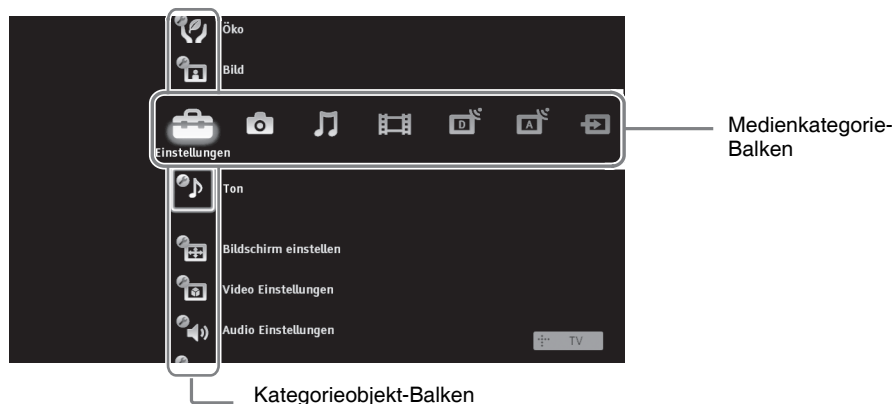 Öko
Bild
Einstellungen
Medienkategorie-
Balken
Ton
Bildschirm einstellen
Video Einstellungen
Audio Einstellungen
TV
Kategorieobjekt-Balken